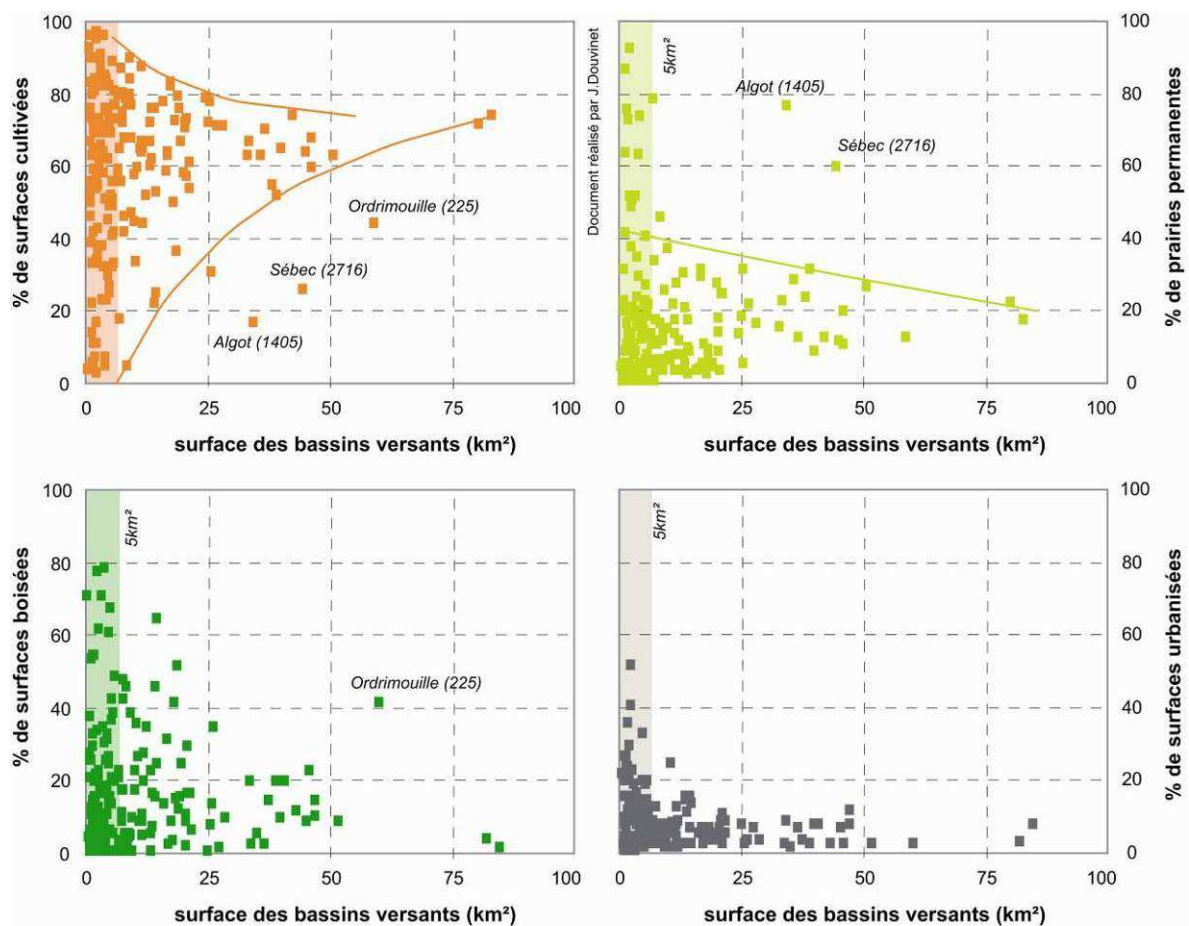 % de surfaces cultivées
100
80
60
40
20
0
Ordrimouille (225)
Sébec (2716)
Algot (1405)
0 25 50 75 100
surface des bassins versants (km²)
Document réalisé par J.Douvinet
5km²
Algot (1405)
Sébec (2716)
100
80
60
40
20
0
% de prairies permanentes
0 25 50 75 100
surface des bassins versants (km²)
% de surfaces boisées
100
80
60
40
20
0
5km²
Ordrimouille (225)
0 25 50 75 100
surface des bassins versants (km²)
5km²
100
80
60
40
20
0
% de surfaces urbanisées
0 25 50 75 100
surface des bassins versants (km²)